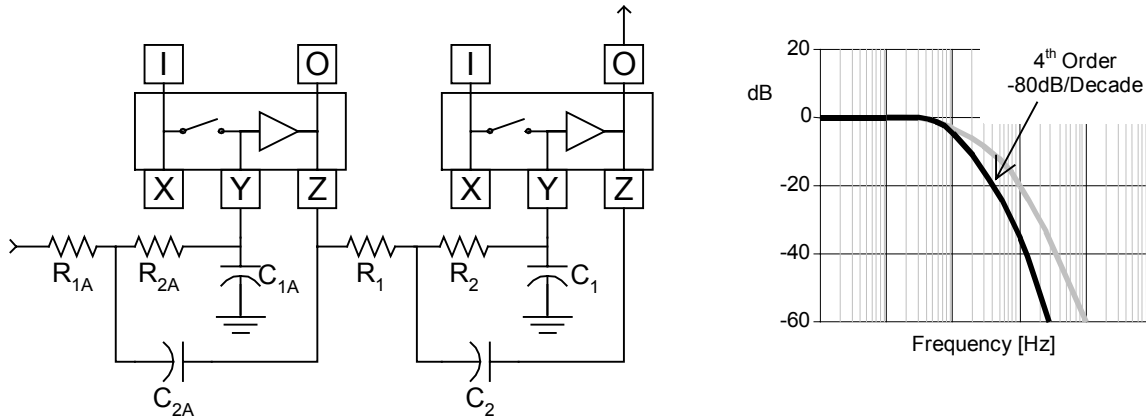 I O I O
X Y Z X Y Z
R1A R2A C1A R1 R2 C1
C2A C2
20
dB
0
-20
-40
-60
4th Order
-80dB/Decade
Frequency [Hz]